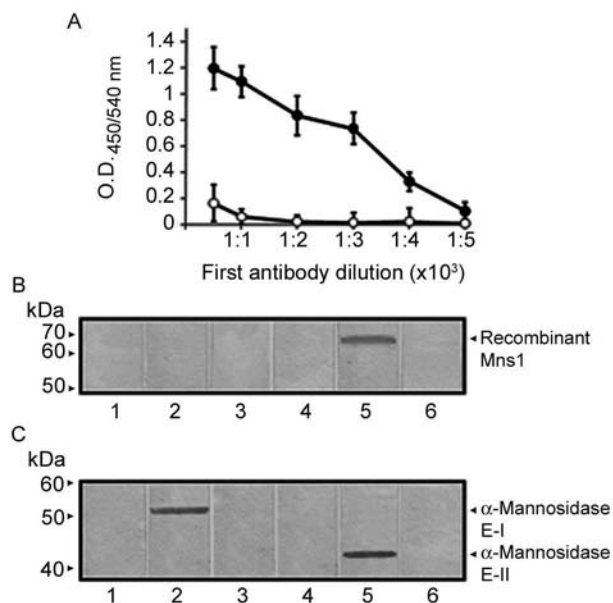 A
1.4
1.2
1
0.8
0.6
0.4
0.2
0
O.D.450/540 nm
1:1 1:2 1:3 1:4 1:5
First antibody dilution (x10³)
B
kDa
70
60
50
Recombinant
Mns1
1 2 3 4 5 6
C
kDa
60
50
40
α-Mannosidase
E-I
α-Mannosidase
E-II
1 2 3 4 5 6